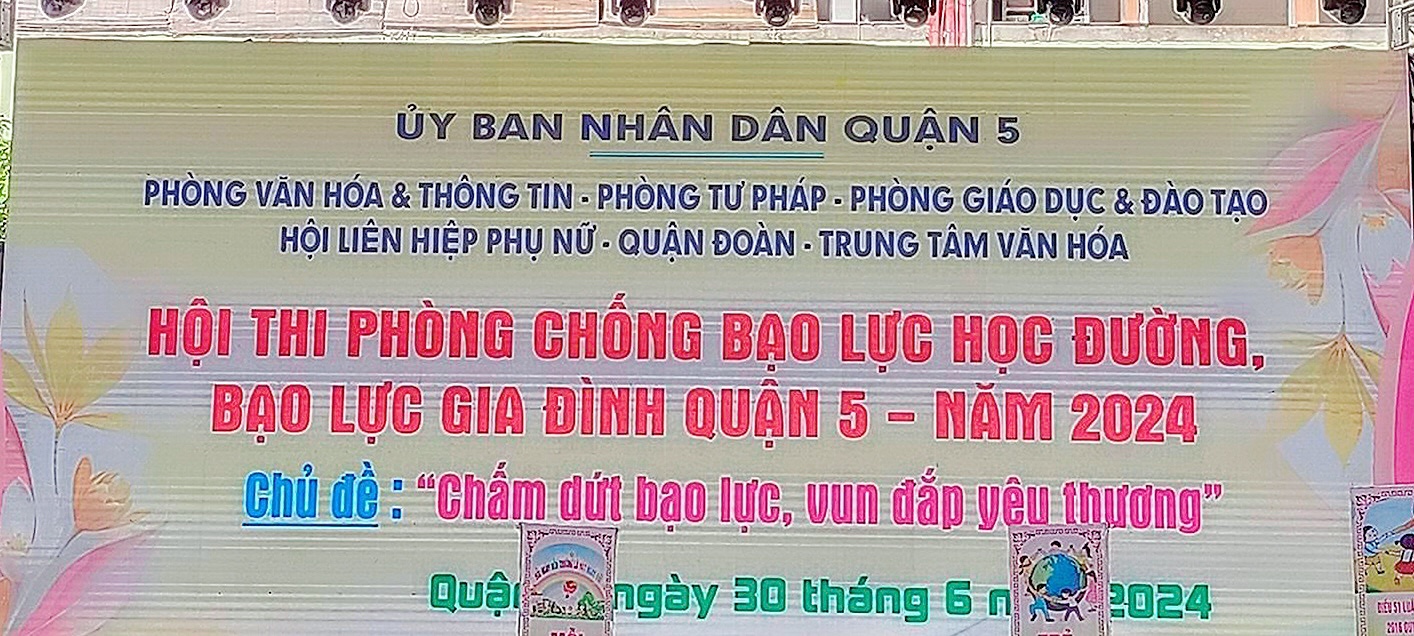 ỦY BAN NHÂN DÂN QUẬN 5
PHÒNG VĂN HÓA & THÔNG TIN - PHÒNG TƯ PHÁP - PHÒNG GIÁO DỤC & ĐÀO TẠO
HỘI LIÊN HIỆP PHỤ NỮ - QUẬN ĐOÀN - TRUNG TÂM VĂN HÓA
HỘI THI PHÒNG CHỐNG BẠO LỰC HỌC ĐƯỜNG,
BẠO LỰC GIA ĐÌNH QUẬN 5 – NĂM 2024
Chủ đề : “Chấm dứt bạo lực, vun đắp yêu thương”
ngày 30 tháng 6 2024